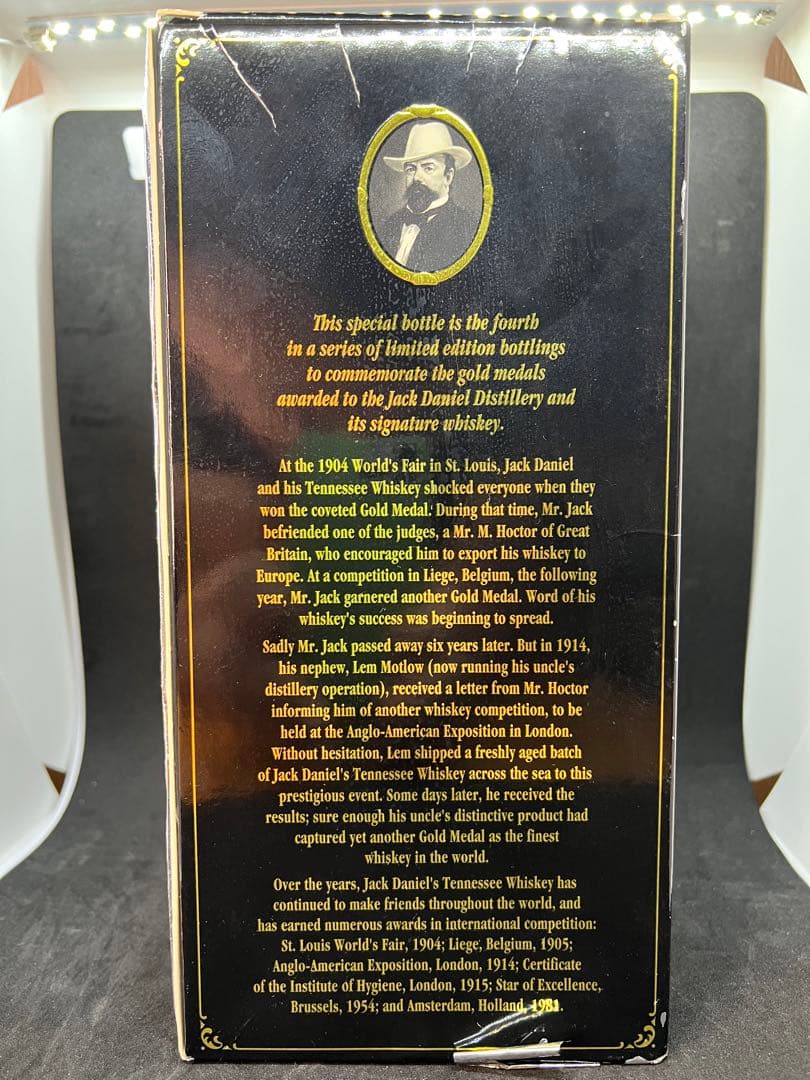 This special bottle is the fourth
in a series of limited edition bottlings
to commemorate the gold medals
awarded to the Jack Daniel Distillery and
its signature whiskey.
At the 1904 World's Fair in St. Louis, Jack Daniel
and his Tennessee Whiskey shocked everyone when they
won the coveted Gold Medal. During that time, Mr. Jack
befriended one of the judges, a Mr. M. Hoctor of Great
Britain, who encouraged him to export his whiskey to
Europe. At a competition in Liege, Belgium, the following
year, Mr. Jack garnered another Gold Medal. Word of his
whiskey's success was beginning to spread.
Sadly Mr. Jack passed away six years later. But in 1914,
his nephew, Lem Motlow (now running his uncle's
distillery operation), received a letter from Mr. Hoctor
informing him of another whiskey competition, to be
held at the Anglo-American Exposition in London.
Without hesitation, Lem shipped a freshly aged batch
of Jack Daniel's Tennessee Whiskey across the sea to this
prestigious event. Some days later, he received the
results; sure enough his uncle's distinctive product had
captured yet another Gold Medal as the finest
whiskey in the world.
Over the years, Jack Daniel's Tennessee Whiskey has
continued to make friends throughout the world, and
has earned numerous awards in international competition:
St. Louis World's Fair, 1904; Liege, Belgium, 1905;
Anglo-American Exposition, London, 1914; Certificate
of the Institute of Hygiene, London, 1915; Star of Excellence,
Brussels, 1954; and Amsterdam, Holland, 1981.